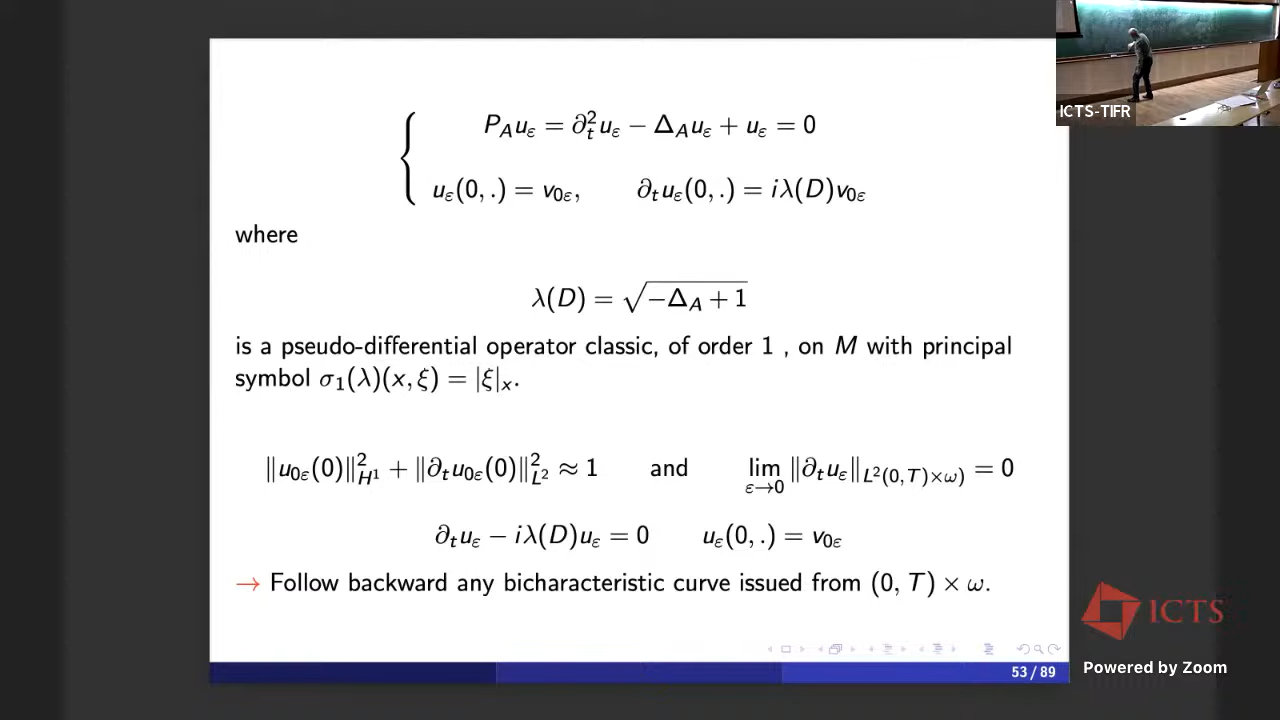 P_A u_ε = ∂_t^2 u_ε − Δ_A u_ε + u_ε = 0
u_ε(0, .) = v_{0ε}, ∂_t u_ε(0, .) = iλ(D)v_{0ε}
where
λ(D) = √(−Δ_A + 1)
is a pseudo-differential operator classic, of order 1 , on M with principal
symbol σ_1(λ)(x, ξ) = |ξ|_x.
‖u_{0ε}(0)‖^2_{H^1} + ‖∂_t u_{0ε}(0)‖^2_{L^2} ≈ 1 and lim_{ε→0} ‖∂_t u_ε‖_{L^2(0,T)×ω)} = 0
∂_t u_ε − iλ(D)u_ε = 0 u_ε(0, .) = v_{0ε}
→ Follow backward any bicharacteristic curve issued from (0, T) × ω.
53 / 89
ICTS-TIFR
ICTS
Powered by Zoom